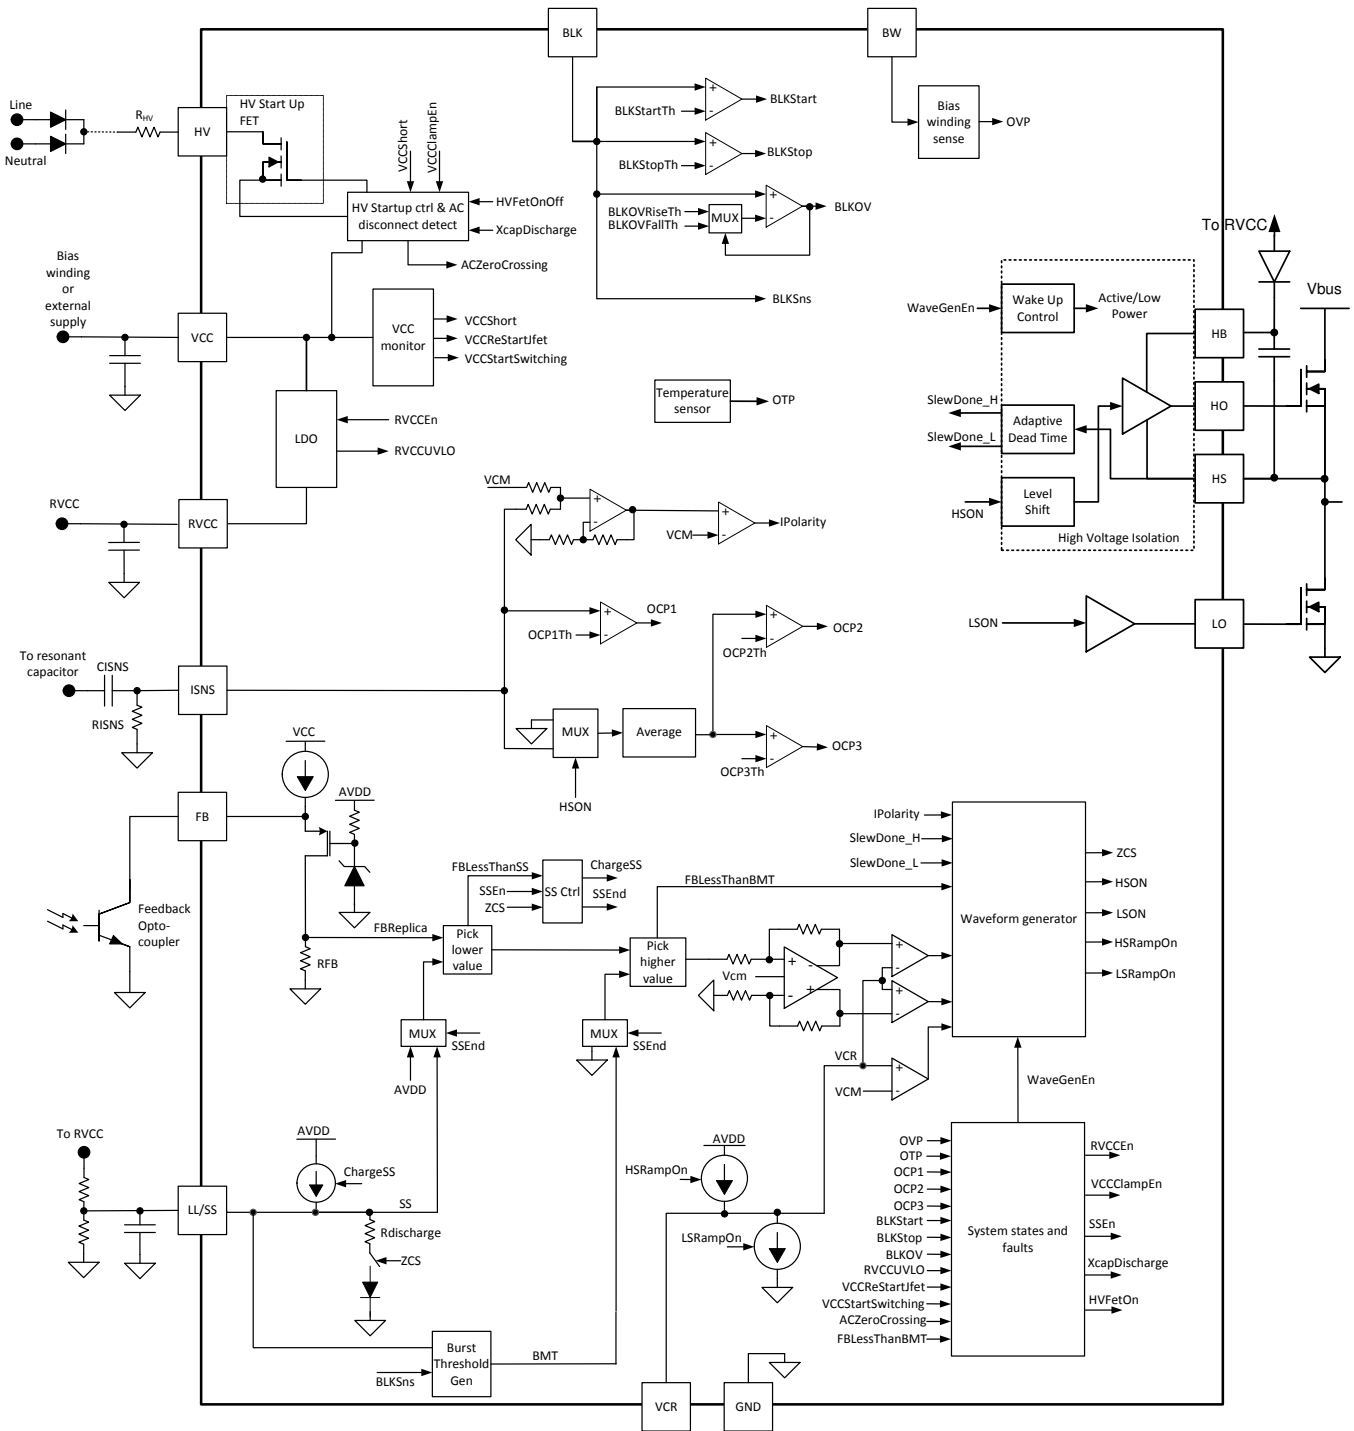 BLK
BW
Line
Neutral
RHV
HV
HV Start Up
FET
VCCShort
VCCClampEn
HV Startup ctrl & AC
disconnect detect
HVFetOnOff
XcapDischarge
ACZeroCrossing
+
-
BLKStartTh
BLKStart
+
-
BLKStopTh
BLKStop
+
-
BLKOVRiseTh
BLKOVFallTh
MUX
BLKOV
BLKSns
Bias
winding
sense
OVP
Bias
winding
or
external
supply
VCC
VCC
monitor
VCCShort
VCCReStartJfet
VCCStartSwitching
LDO
RVCCEn
RVCCUVLO
RVCC
RVCC
Temperature
sensor
OTP
To RVCC
Vbus
WaveGenEn
Wake Up
Control
Active/Low
Power
HB
SlewDone_H
SlewDone_L
Adaptive
Dead Time
HO
HS
HSON
Level
Shift
High Voltage Isolation
LSON
LO
VCM
+
-
+
-
VCM
IPolarity
+
-
OCP1Th
OCP1
+
-
OCP2Th
OCP2
To resonant
capacitor
CISNS
RISNS
ISNS
MUX
Average
HSON
+
-
OCP3Th
OCP3
VCC
AVDD
FB
Feedback
Opto-
coupler
RFB
FBReplica
FBLessThanSS
SSEn
ZCS
SS Ctrl
ChargeSS
SSEnd
Pick
lower
value
FBLessThanBMT
Pick
higher
value
Vcm
+
-
-
+
+
-
+
-
MUX
SSEnd
AVDD
MUX
SSEnd
VCR
VCM
+
-
IPolarity
SlewDone_H
SlewDone_L
Waveform generator
ZCS
HSON
LSON
HSRampOn
LSRampOn
WaveGenEn
To RVCC
LL/SS
AVDD
ChargeSS
SS
Rdischarge
ZCS
Burst
Threshold
Gen
BLKSns
BMT
AVDD
HSRampOn
LSRampOn
VCR
GND
OVP
OTP
OCP1
OCP2
OCP3
BLKStart
BLKStop
BLKOV
RVCCUVLO
VCCReStartJfet
VCCStartSwitching
ACZeroCrossing
FBLessThanBMT
System states and
faults
RVCCEn
VCCClampEn
SSEn
XcapDischarge
HVFetOn